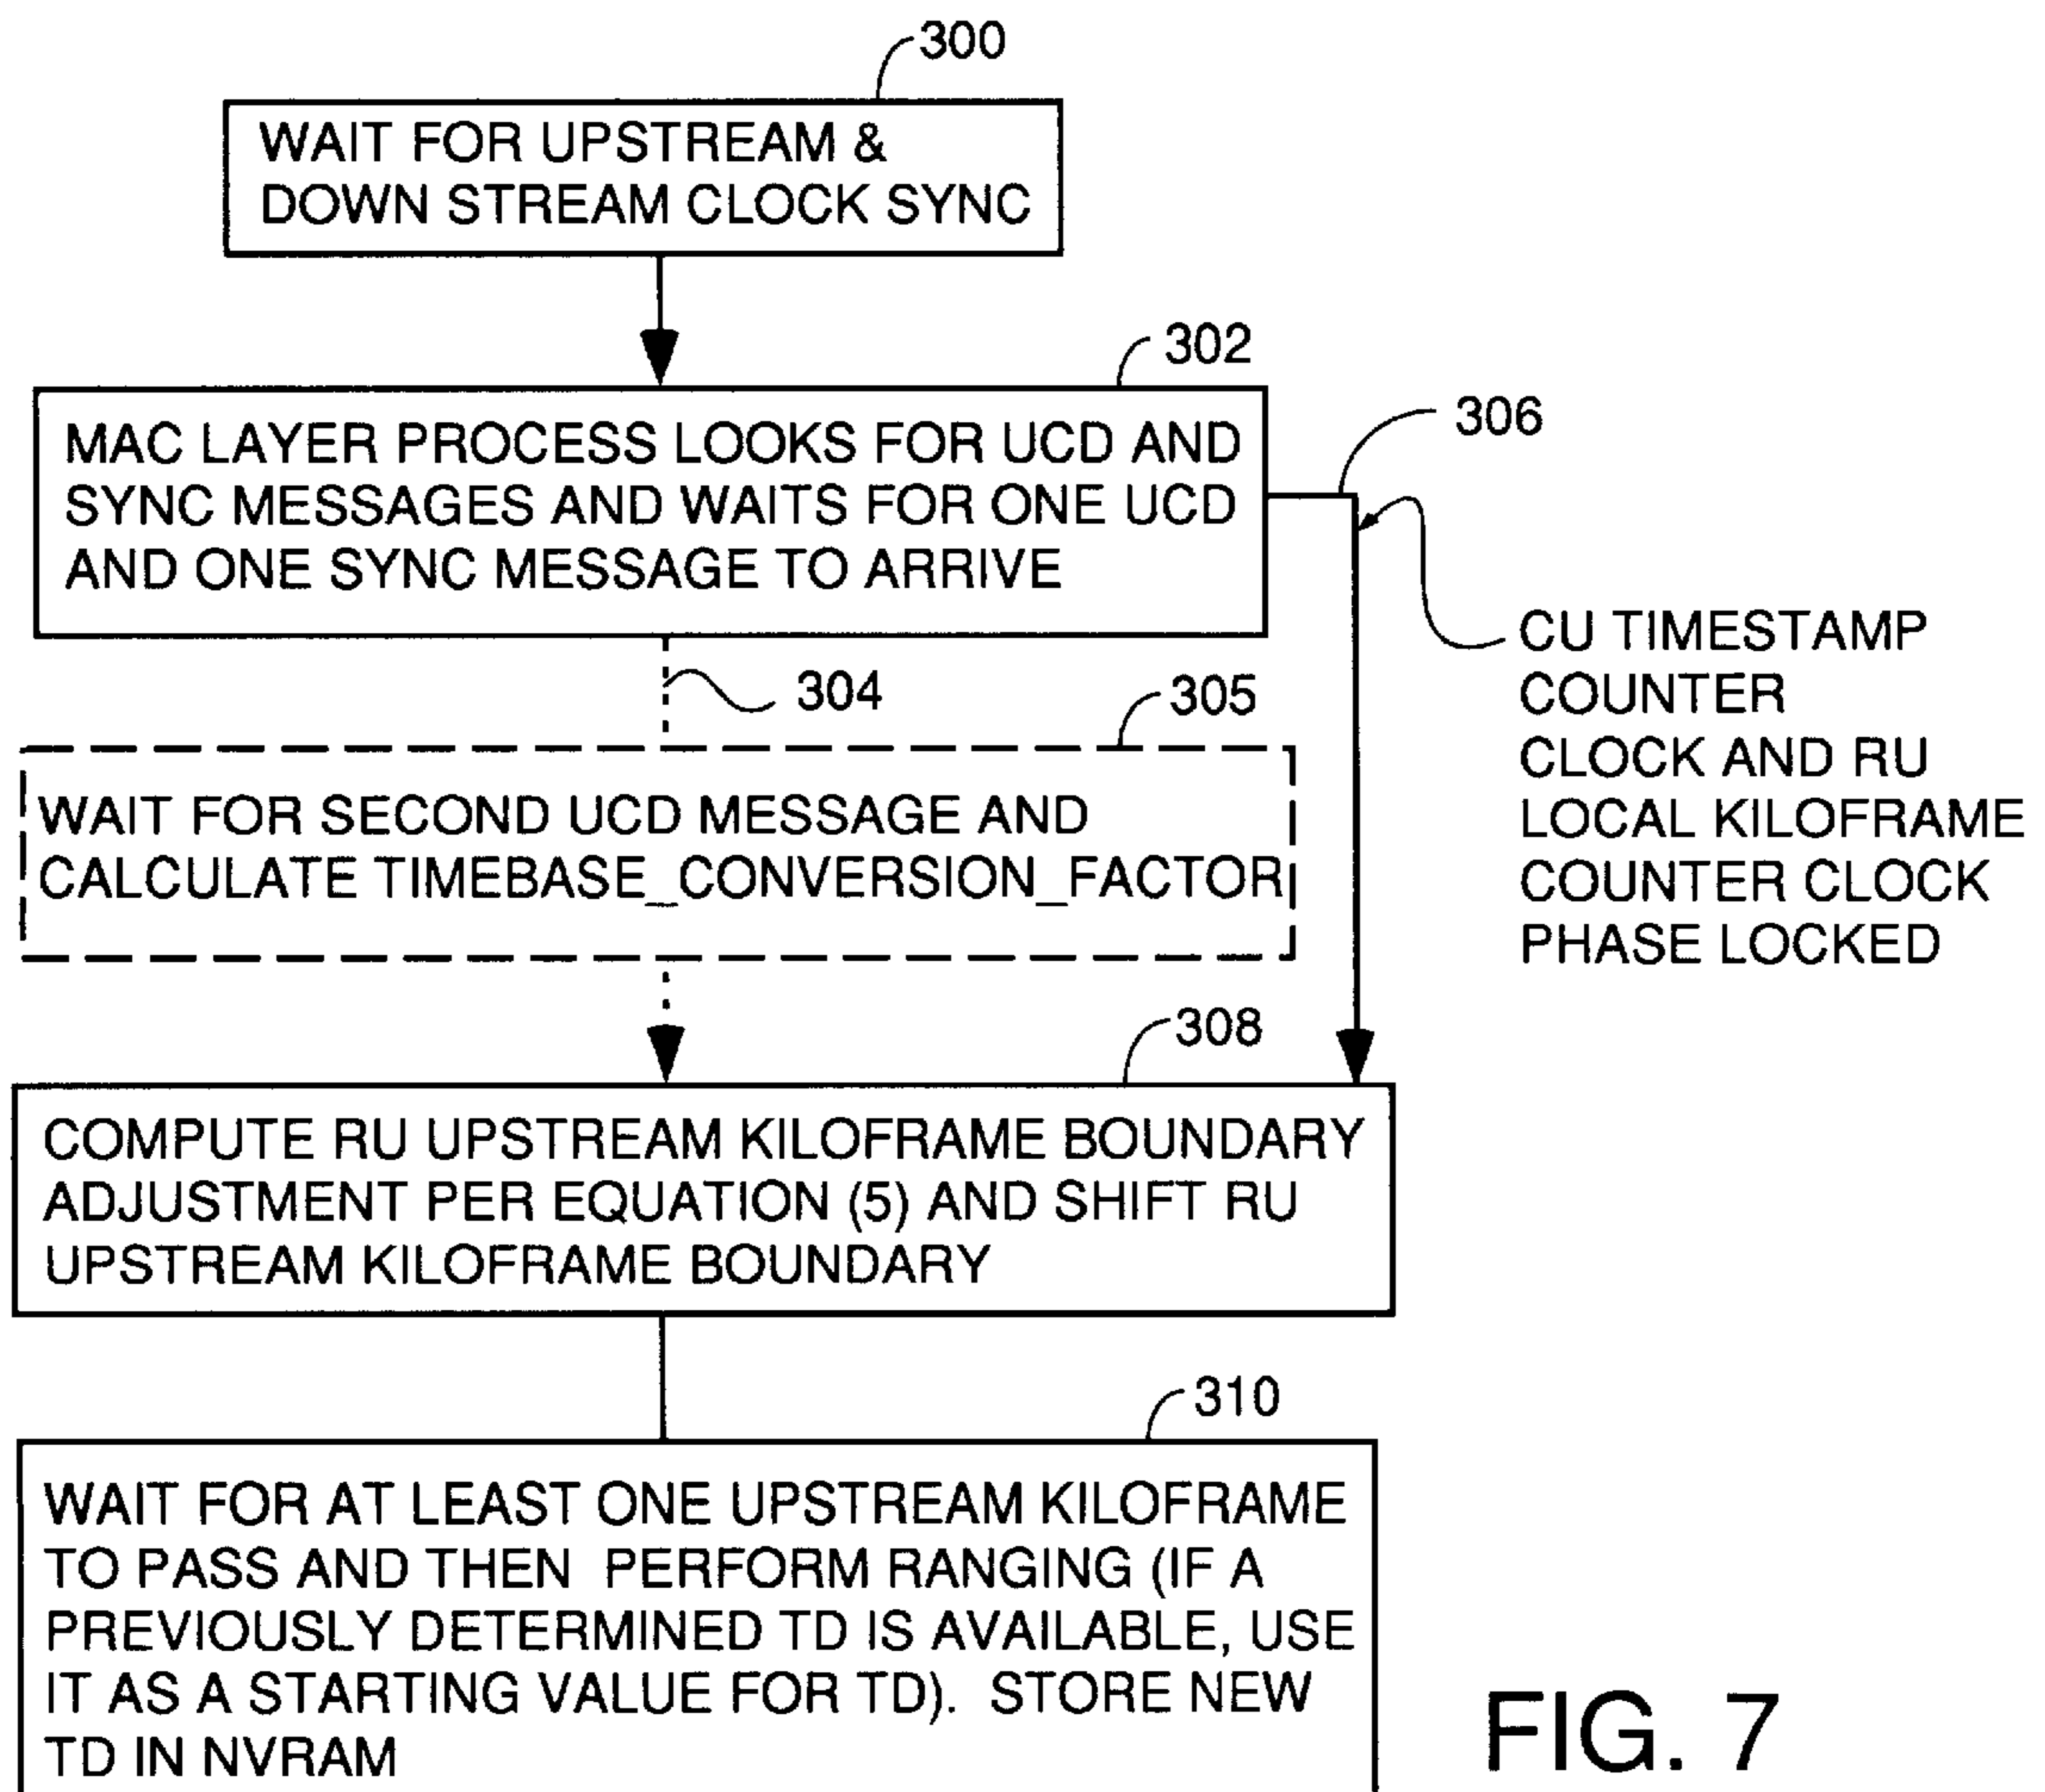 300
WAIT FOR UPSTREAM &
DOWN STREAM CLOCK SYNC
302
MAC LAYER PROCESS LOOKS FOR UCD AND
SYNC MESSAGES AND WAITS FOR ONE UCD
AND ONE SYNC MESSAGE TO ARRIVE
306
CU TIMESTAMP
COUNTER
CLOCK AND RU
LOCAL KILOFRAME
COUNTER CLOCK
PHASE LOCKED
304
305
WAIT FOR SECOND UCD MESSAGE AND
CALCULATE TIMEBASE_CONVERSION_FACTOR
308
COMPUTE RU UPSTREAM KILOFRAME BOUNDARY
ADJUSTMENT PER EQUATION (5) AND SHIFT RU
UPSTREAM KILOFRAME BOUNDARY
310
WAIT FOR AT LEAST ONE UPSTREAM KILOFRAME
TO PASS AND THEN PERFORM RANGING (IF A
PREVIOUSLY DETERMINED TD IS AVAILABLE, USE
IT AS A STARTING VALUE FOR TD). STORE NEW
TD IN NVRAM
FIG. 7